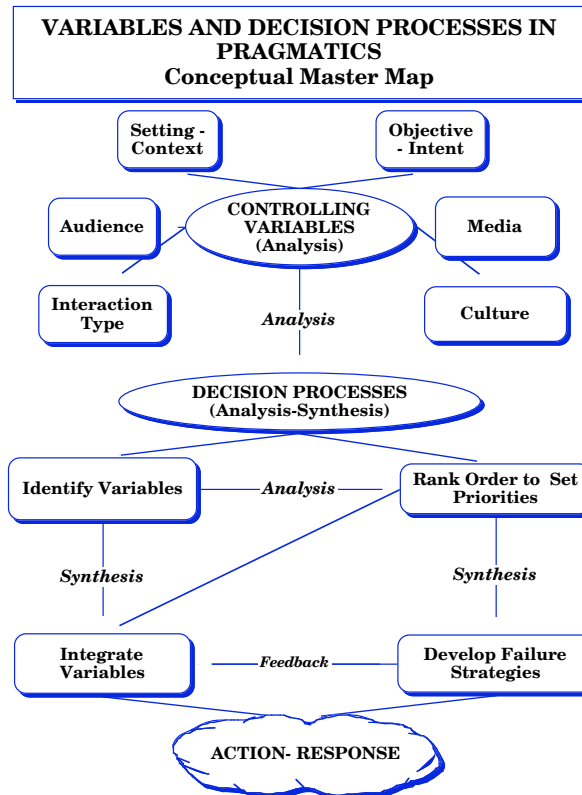 VARIABLES AND DECISION PROCESSES IN
PRAGMATICS
Conceptual Master Map
Setting -
Context
Objective
- Intent
Audience
CONTROLLING
VARIABLES
(Analysis)
Media
Interaction
Type
Culture
Analysis
DECISION PROCESSES
(Analysis-Synthesis)
Identify Variables
Analysis
Rank Order to Set
Priorities
Synthesis
Synthesis
Integrate
Variables
Feedback
Develop Failure
Strategies
ACTION- RESPONSE